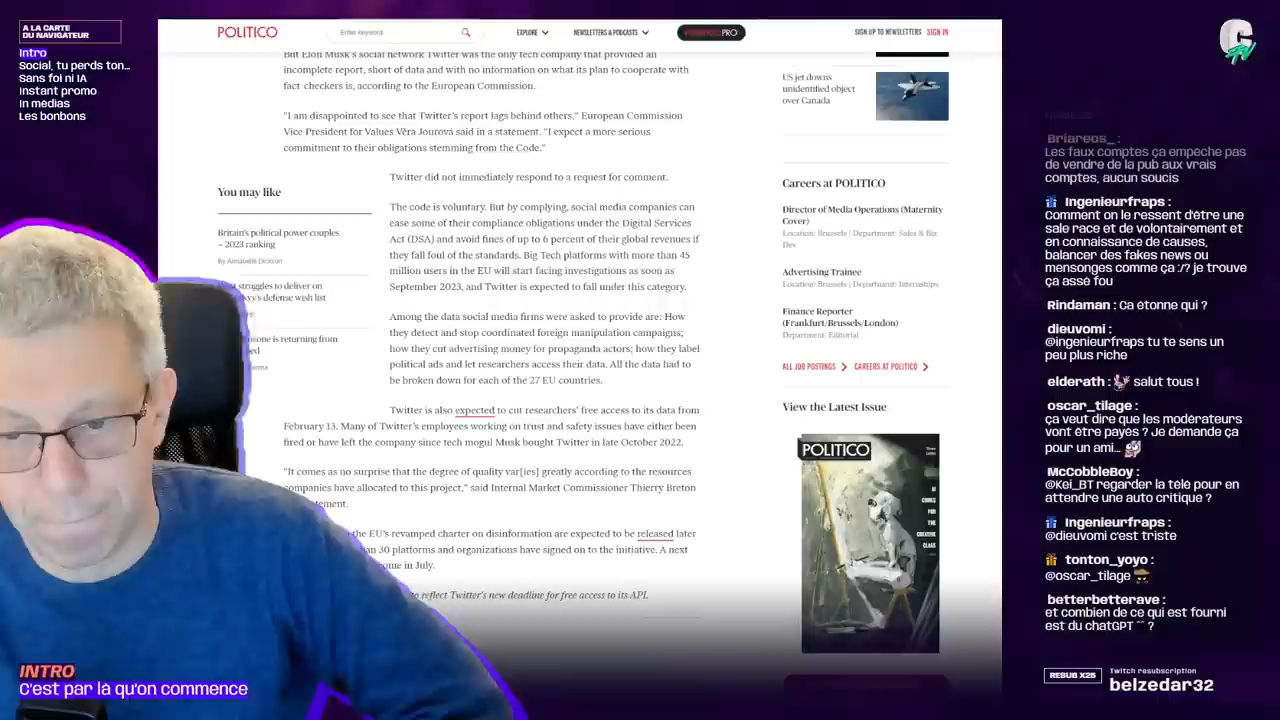 A LA CARTE
DU NAVIGATEUR
Intro
Social, tu perds ton...
Sans foi ni IA
Instant promo
In medias
Les bonbons
POLITICO
Enter keyword
EXPLORE
NEWSLETTERS & PODCASTS
PRO
SIGN UP TO NEWSLETTERS
SIGN IN
But Elon Musk's social network Twitter was the only tech company that provided an
incomplete report, short of data and with no information on what its plan to cooperate with
fact-checkers is, according to the European Commission.
"I am disappointed to see that Twitter's report lags behind others," European Commission
Vice President for Values Věra Jourová said in a statement. "I expect a more serious
commitment to their obligations stemming from the Code."
Twitter did not immediately respond to a request for comment.
You may like
Britain's political power couples
– 2023 ranking
By Annabelle Dickson
struggles to deliver on
defense wish list
is returning from
The code is voluntary. But by complying, social media companies can
ease some of their compliance obligations under the Digital Services
Act (DSA) and avoid fines of up to 6 percent of their global revenues if
they fall foul of the standards. Big Tech platforms with more than 45
million users in the EU will start facing investigations as soon as
September 2023, and Twitter is expected to fall under this category.
Among the data social media firms were asked to provide are: How
they detect and stop coordinated foreign manipulation campaigns;
how they cut advertising money for propaganda actors; how they label
political ads and let researchers access their data. All the data had to
be broken down for each of the 27 EU countries.
Twitter is also expected to cut researchers' free access to its data from
February 13. Many of Twitter's employees working on trust and safety issues have either been
fired or have left the company since tech mogul Musk bought Twitter in late October 2022.
"It comes as no surprise that the degree of quality var[ies] greatly according to the resources
companies have allocated to this project," said Internal Market Commissioner Thierry Breton
the EU's revamped charter on disinformation are expected to be released later
30 platforms and organizations have signed on to the initiative. A next
in July.
to reflect Twitter's new deadline for free access to its API.
US jet downs
unidentified object
over Canada
Careers at POLITICO
Director of Media Operations (Maternity
Cover)
Location: Brussels | Department: Sales & Biz
Dev
Advertising Trainee
Location: Brussels | Department: Internships
Finance Reporter
(Frankfurt/Brussels/London)
Department: Editorial
ALL JOB POSTINGS
CAREERS AT POLITICO
View the Latest Issue
POLITICO
AI
COMES
FOR
THE
CREATIVE
CLASS
Briareos_ :
Les faux comptes ça empêche pas
de vendre de la pub aux vrais
comptes, aucun soucis
Ingenieurfraps :
Comment on le ressent d'être une
sale race et de volontairement et
en connaissance de causes,
balancer des fake news ou
mensonges comme ça :/? je trouve
ça assez fou
Rindaman : Ca étonne qui ?
dieuvomi :
@ingenieurfraps tu te sens un
peu plus riche
elderath : salut tous !
oscar_tilage :
ça veut dire que les modérateurs
vont être payés ? je demande ça
pour un ami...
McCobbleBoy :
@Kei_BT regarder la télé pour en
attendre une auto critique ?
Ingenieurfraps :
@dieuvomi c'est triste
tonton_yoyo :
@oscar_tilage
betterbetterave :
et combien de ce qui est fourni
est du chatGPT ^^ ?
INTRO
C'est par là qu'on commence
RESUB X25
Twitch resubscription
belzedar32